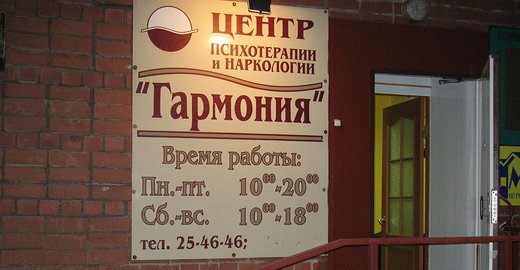 ЦЕНТР
ПСИХОТЕРАПИИ
И НАРКОЛОГИИ
"Гармония"
Время работы:
Пн.-пт. 10⁰⁰-20⁰⁰
Сб.-вс. 10⁰⁰-18⁰⁰
тел. 25-46-46;